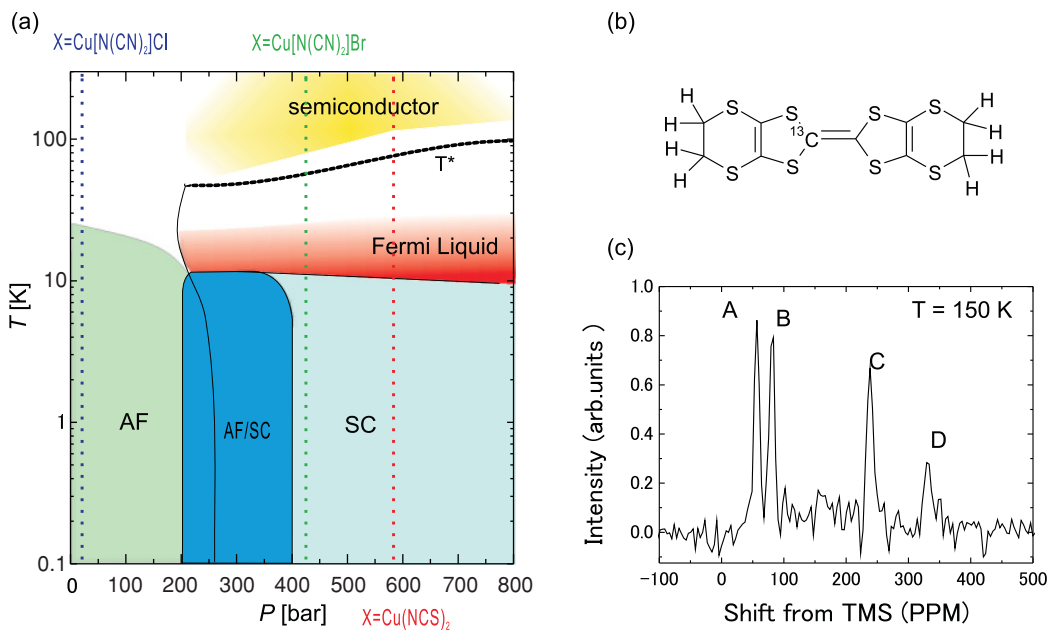 (a)
X=Cu[N(CN)₂]Cl
X=Cu[N(CN)₂]Br
semiconductor
T*
Fermi Liquid
AF
AF/SC
SC
T [K]
100
10
1
0.1
0 100 200 300 400 500 600 700 800
P [bar]
X=Cu(NCS)₂
(b)
H S S S S H
H 13 H
H H
H S S S S H
(c)
T = 150 K
A
B
C
D
Intensity (arb.units )
1.0
0.8
0.6
0.4
0.2
0.0
-100 0 100 200 300 400 500
Shift from TMS (PPM)